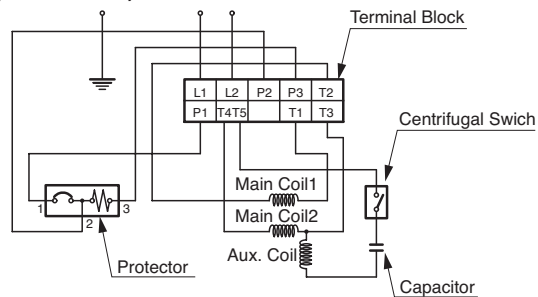 Terminal Block
L1 L2 P2 P3 T2
P1 T4T5 T1 T3
Centrifugal Swich
Main Coil1
1 3
Main Coil2
2
Aux. Coil
Protector
Capacitor